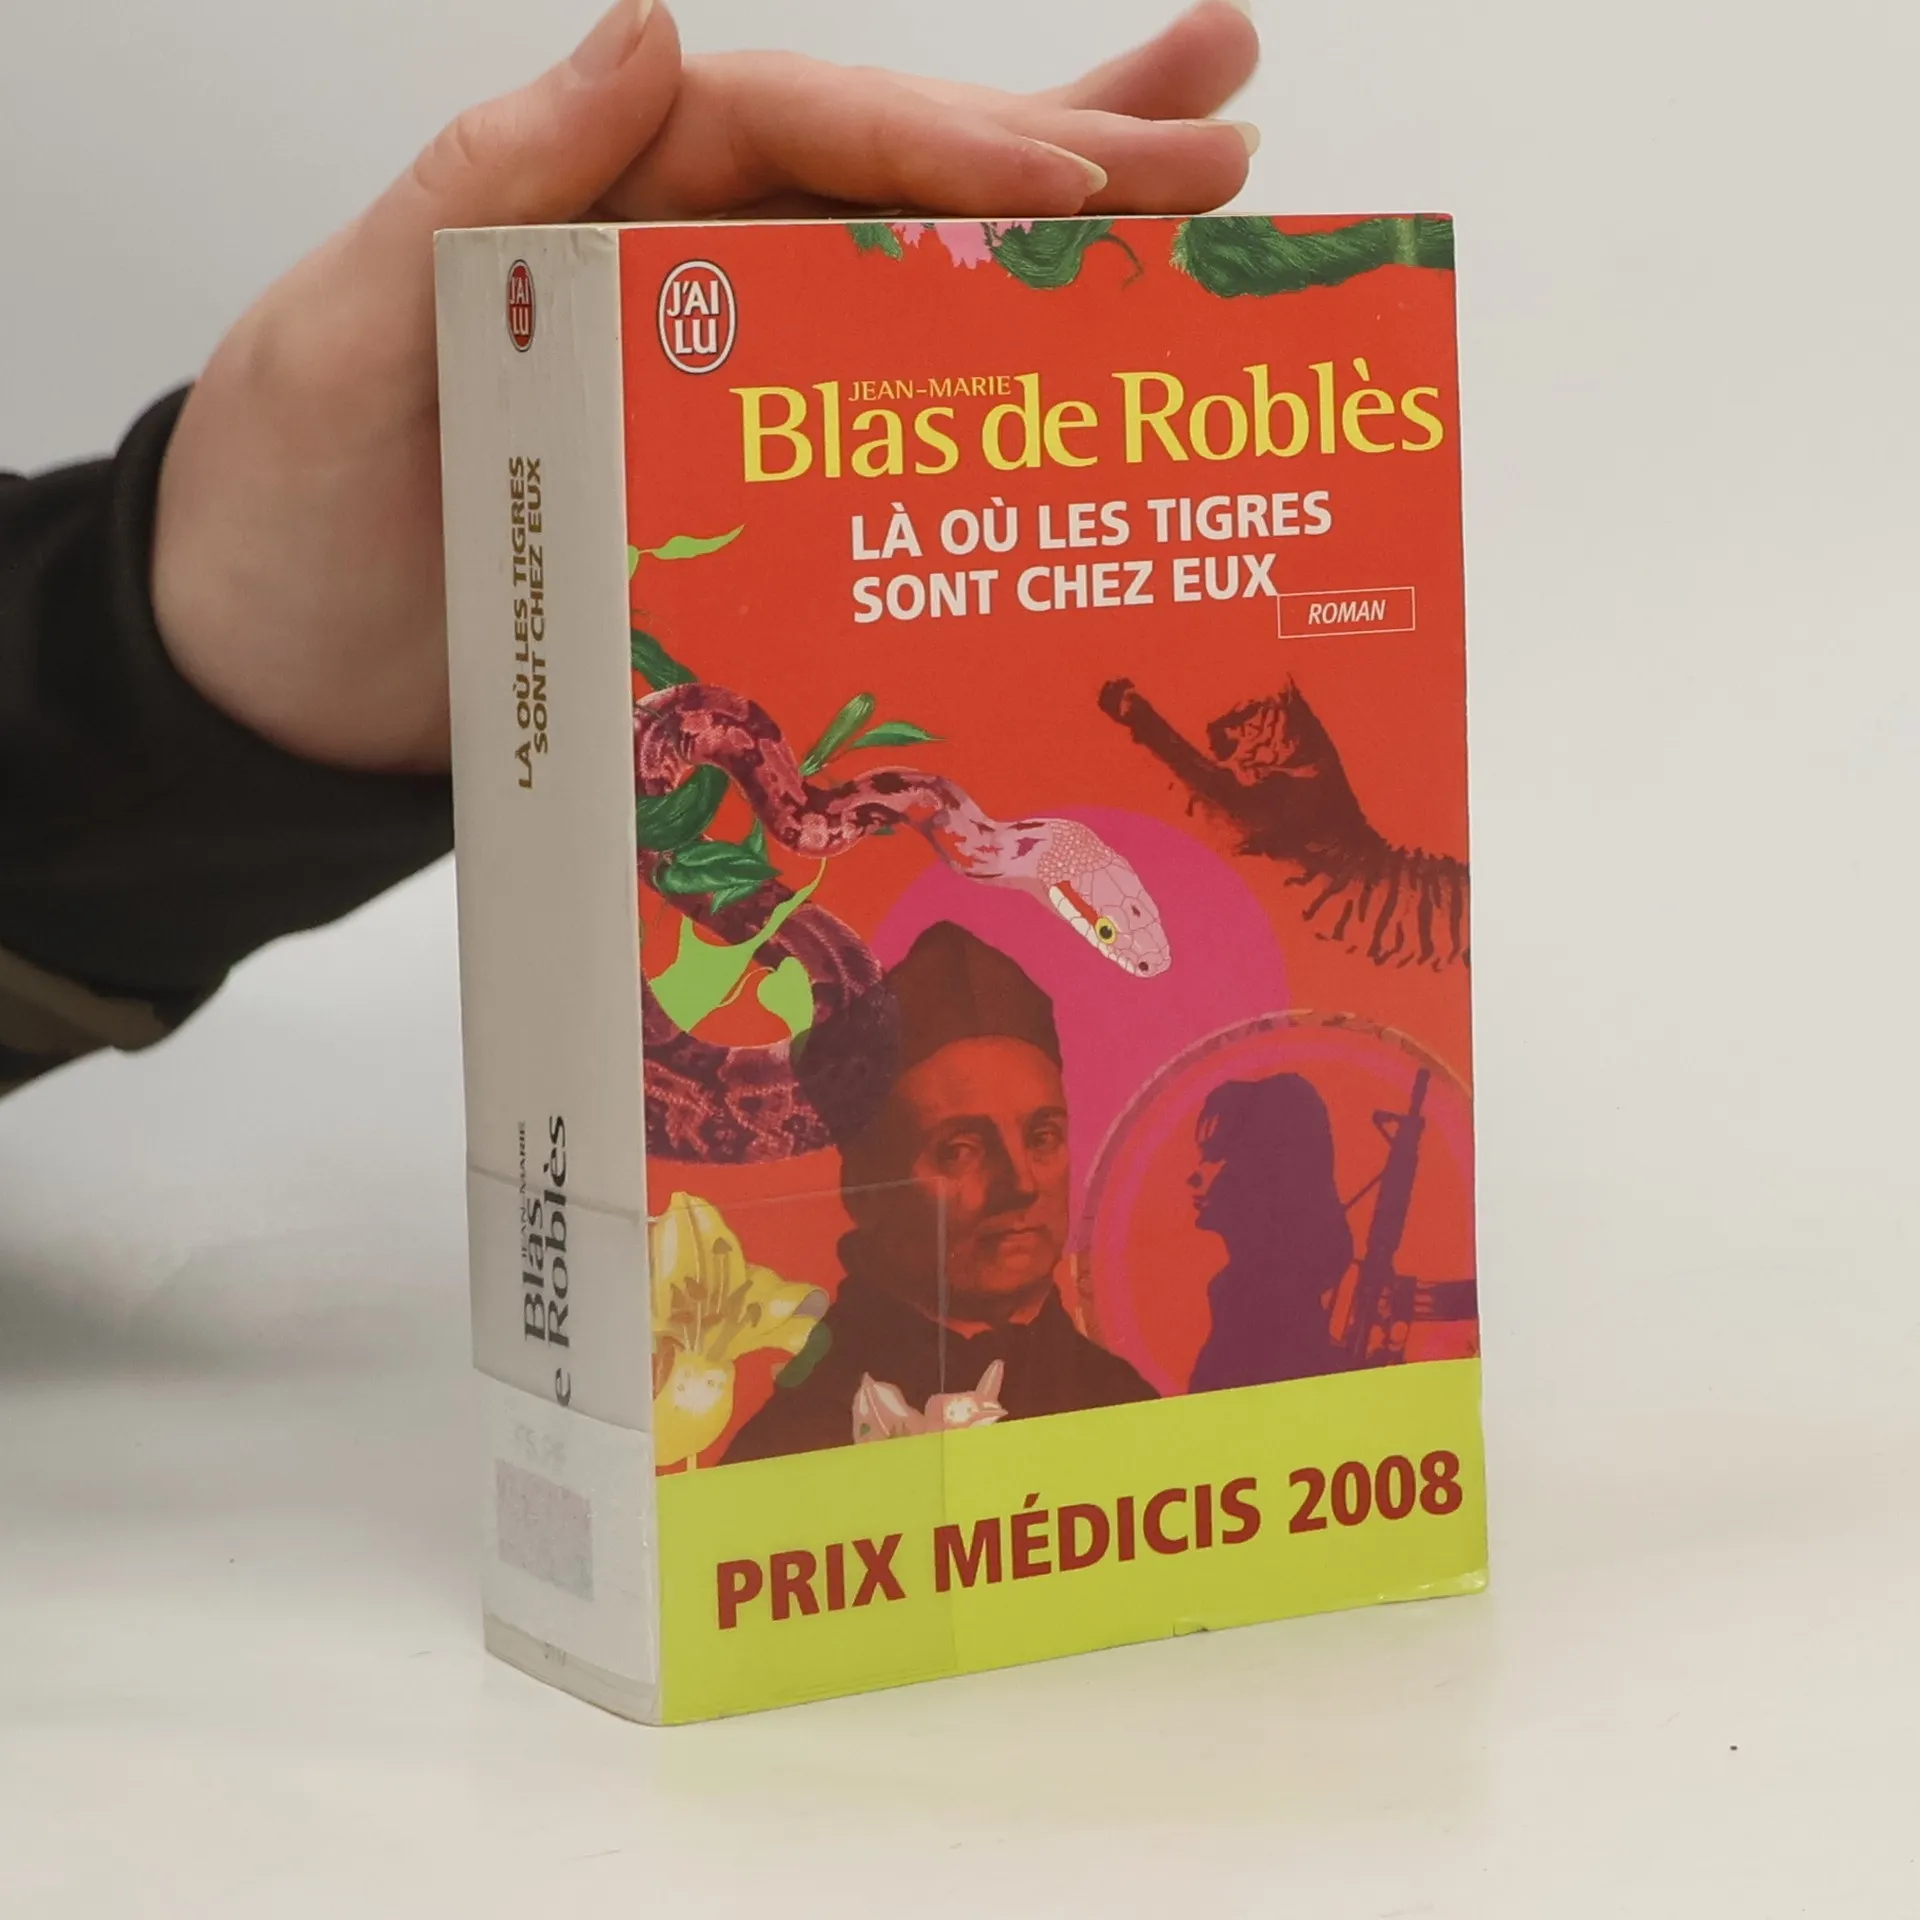 J'AI
LU
LÀ OÙ LES TIGRES
SONT CHEZ EUX
JEAN-MARIE
Blas
e Roblès
J'AI
LU
JEAN-MARIE
Blas de Roblès
LÀ OÙ LES TIGRES
SONT CHEZ EUX
ROMAN
PRIX MÉDICIS 2008